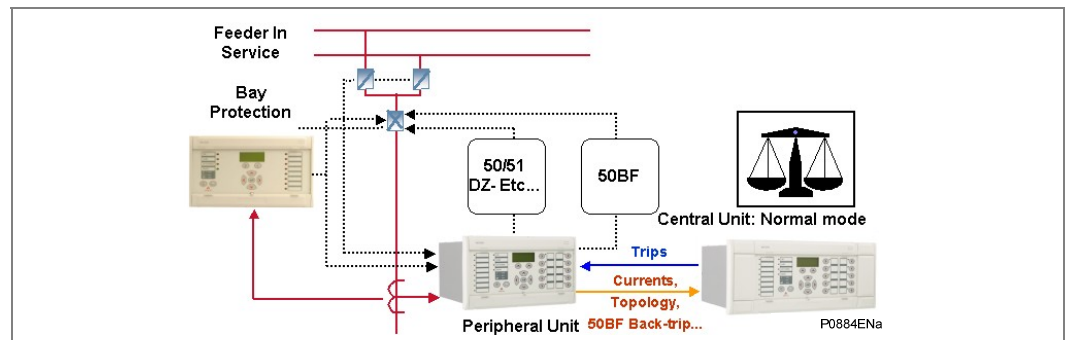 Feeder In
Service
Bay
Protection
50/51
DZ- Etc...
50BF
Central Unit: Normal mode
Trips
Currents,
Topology,
50BF Back-trip...
Peripheral Unit
P0884ENa